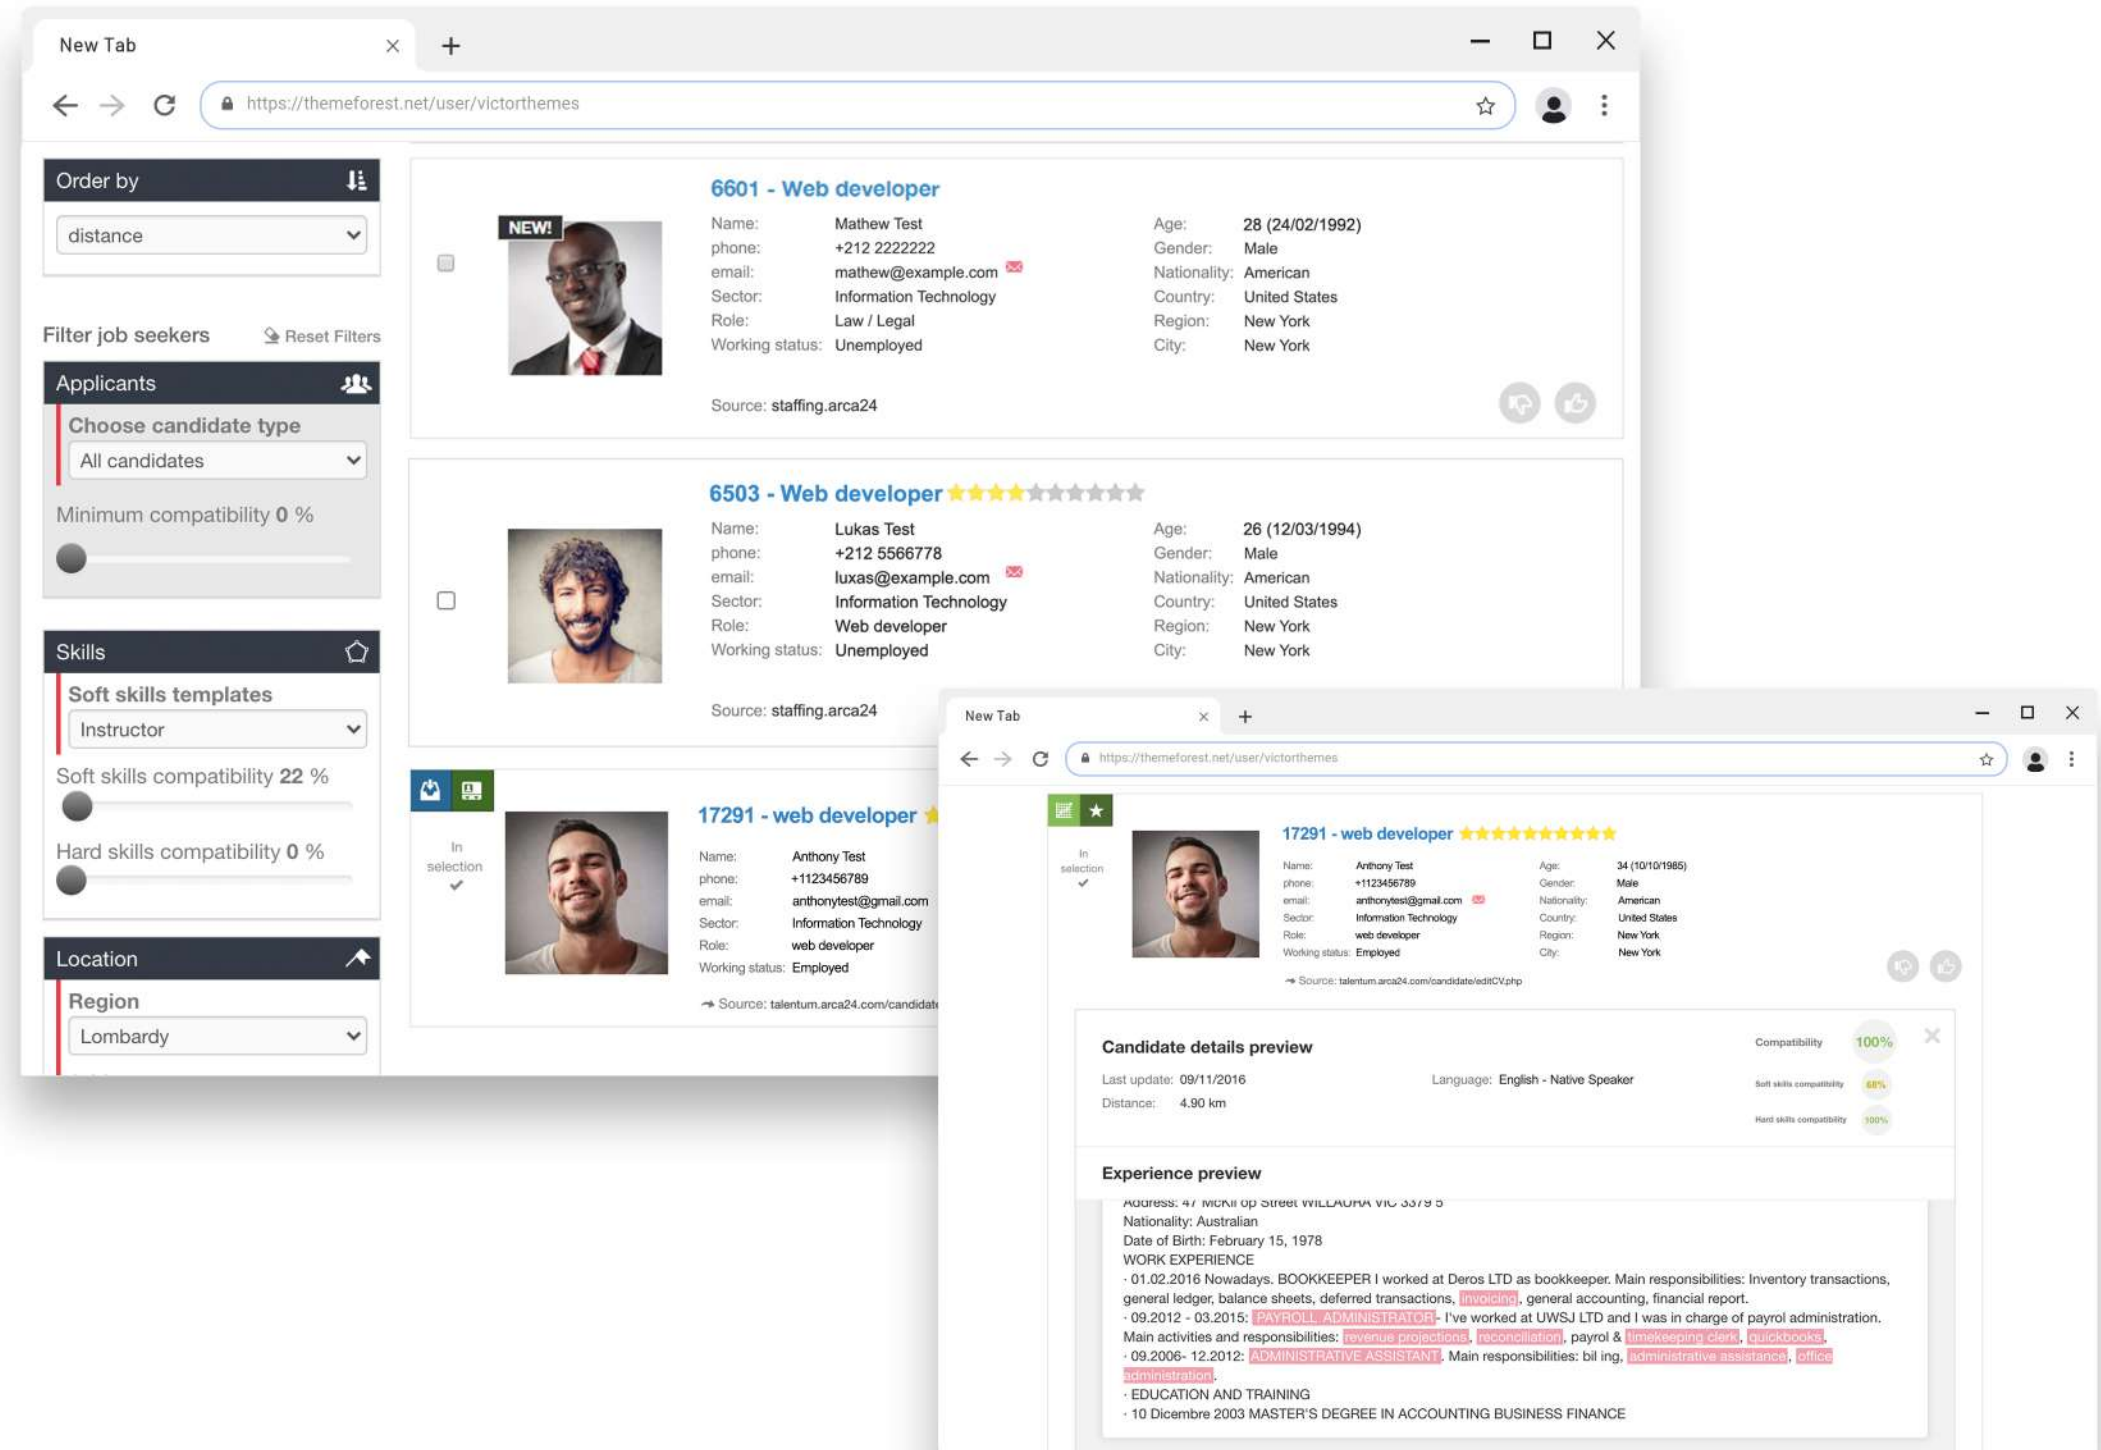 New Tab
https://themeforest.net/user/victorthemes
Order by
distance
Filter job seekers Reset Filters
Applicants
Choose candidate type
All candidates
Minimum compatibility 0 %
Skills
Soft skills templates
Instructor
Soft skills compatibility 22 %
Hard skills compatibility 0 %
Location
Region
Lombardy
NEW!
6601 - Web developer
Name: Mathew Test Age: 28 (24/02/1992)
phone: +212 2222222 Gender: Male
email: mathew@example.com Nationality: American
Sector: Information Technology Country: United States
Role: Law / Legal Region: New York
Working status: Unemployed City: New York
Source: staffing.arca24
6503 - Web developer
Name: Lukas Test Age: 26 (12/03/1994)
phone: +212 5566778 Gender: Male
email: luxas@example.com Nationality: American
Sector: Information Technology Country: United States
Role: Web developer Region: New York
Working status: Unemployed City: New York
Source: staffing.arca24
In
selection
17291 - web developer
Name: Anthony Test
phone: +1123456789
email: anthonytest@gmail.com
Sector: Information Technology
Role: web developer
Working status: Employed
Source: talentum.arca24.com/candidate
New Tab
https://themeforest.net/user/victorthemes
In
selection
17291 - web developer
Name: Anthony Test Age: 34 (10/10/1985)
phone: +1123456789 Gender: Male
email: anthonytest@gmail.com Nationality: American
Sector: Information Technology Country: United States
Role: web developer Region: New York
Working status: Employed City: New York
Source: talentum.arca24.com/candidate/editCV.php
Candidate details preview Compatibility 100%
Last update: 09/11/2016 Language: English - Native Speaker Soft skills compatibility 68%
Distance: 4.90 km Hard skills compatibility 100%
Experience preview
Address: 47 McKil op Street WILLAURA VIC 3379 5
Nationality: Australian
Date of Birth: February 15, 1978
WORK EXPERIENCE
· 01.02.2016 Nowadays. BOOKKEEPER I worked at Deros LTD as bookkeeper. Main responsibilities: Inventory transactions,
general ledger, balance sheets, deferred transactions, invoicing, general accounting, financial report.
· 09.2012 - 03.2015: PAYROLL ADMINISTRATOR- I've worked at UWSJ LTD and I was in charge of payrol administration.
Main activities and responsibilities: revenue projections, reconciliation, payrol & timekeeping clerk, quickbooks,
· 09.2006- 12.2012: ADMINISTRATIVE ASSISTANT. Main responsibilities: bil ing, administrative assistance, office
administration.
· EDUCATION AND TRAINING
· 10 Dicembre 2003 MASTER'S DEGREE IN ACCOUNTING BUSINESS FINANCE